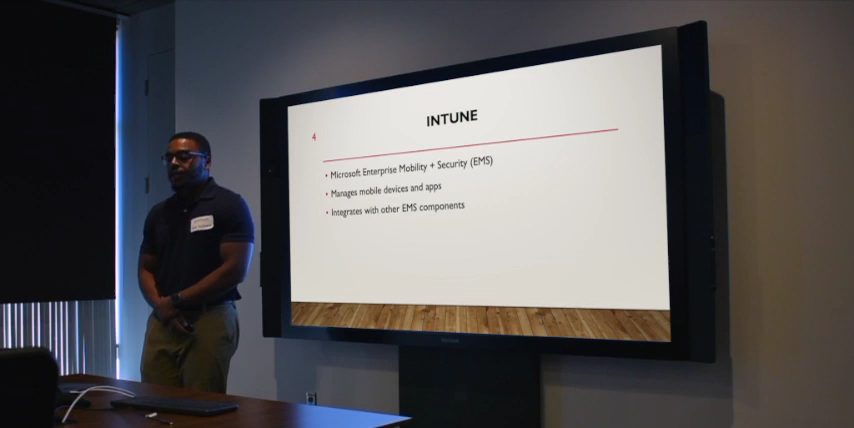 INTUNE
4
• Microsoft Enterprise Mobility + Security (EMS)
• Manages mobile devices and apps
• Integrates with other EMS components